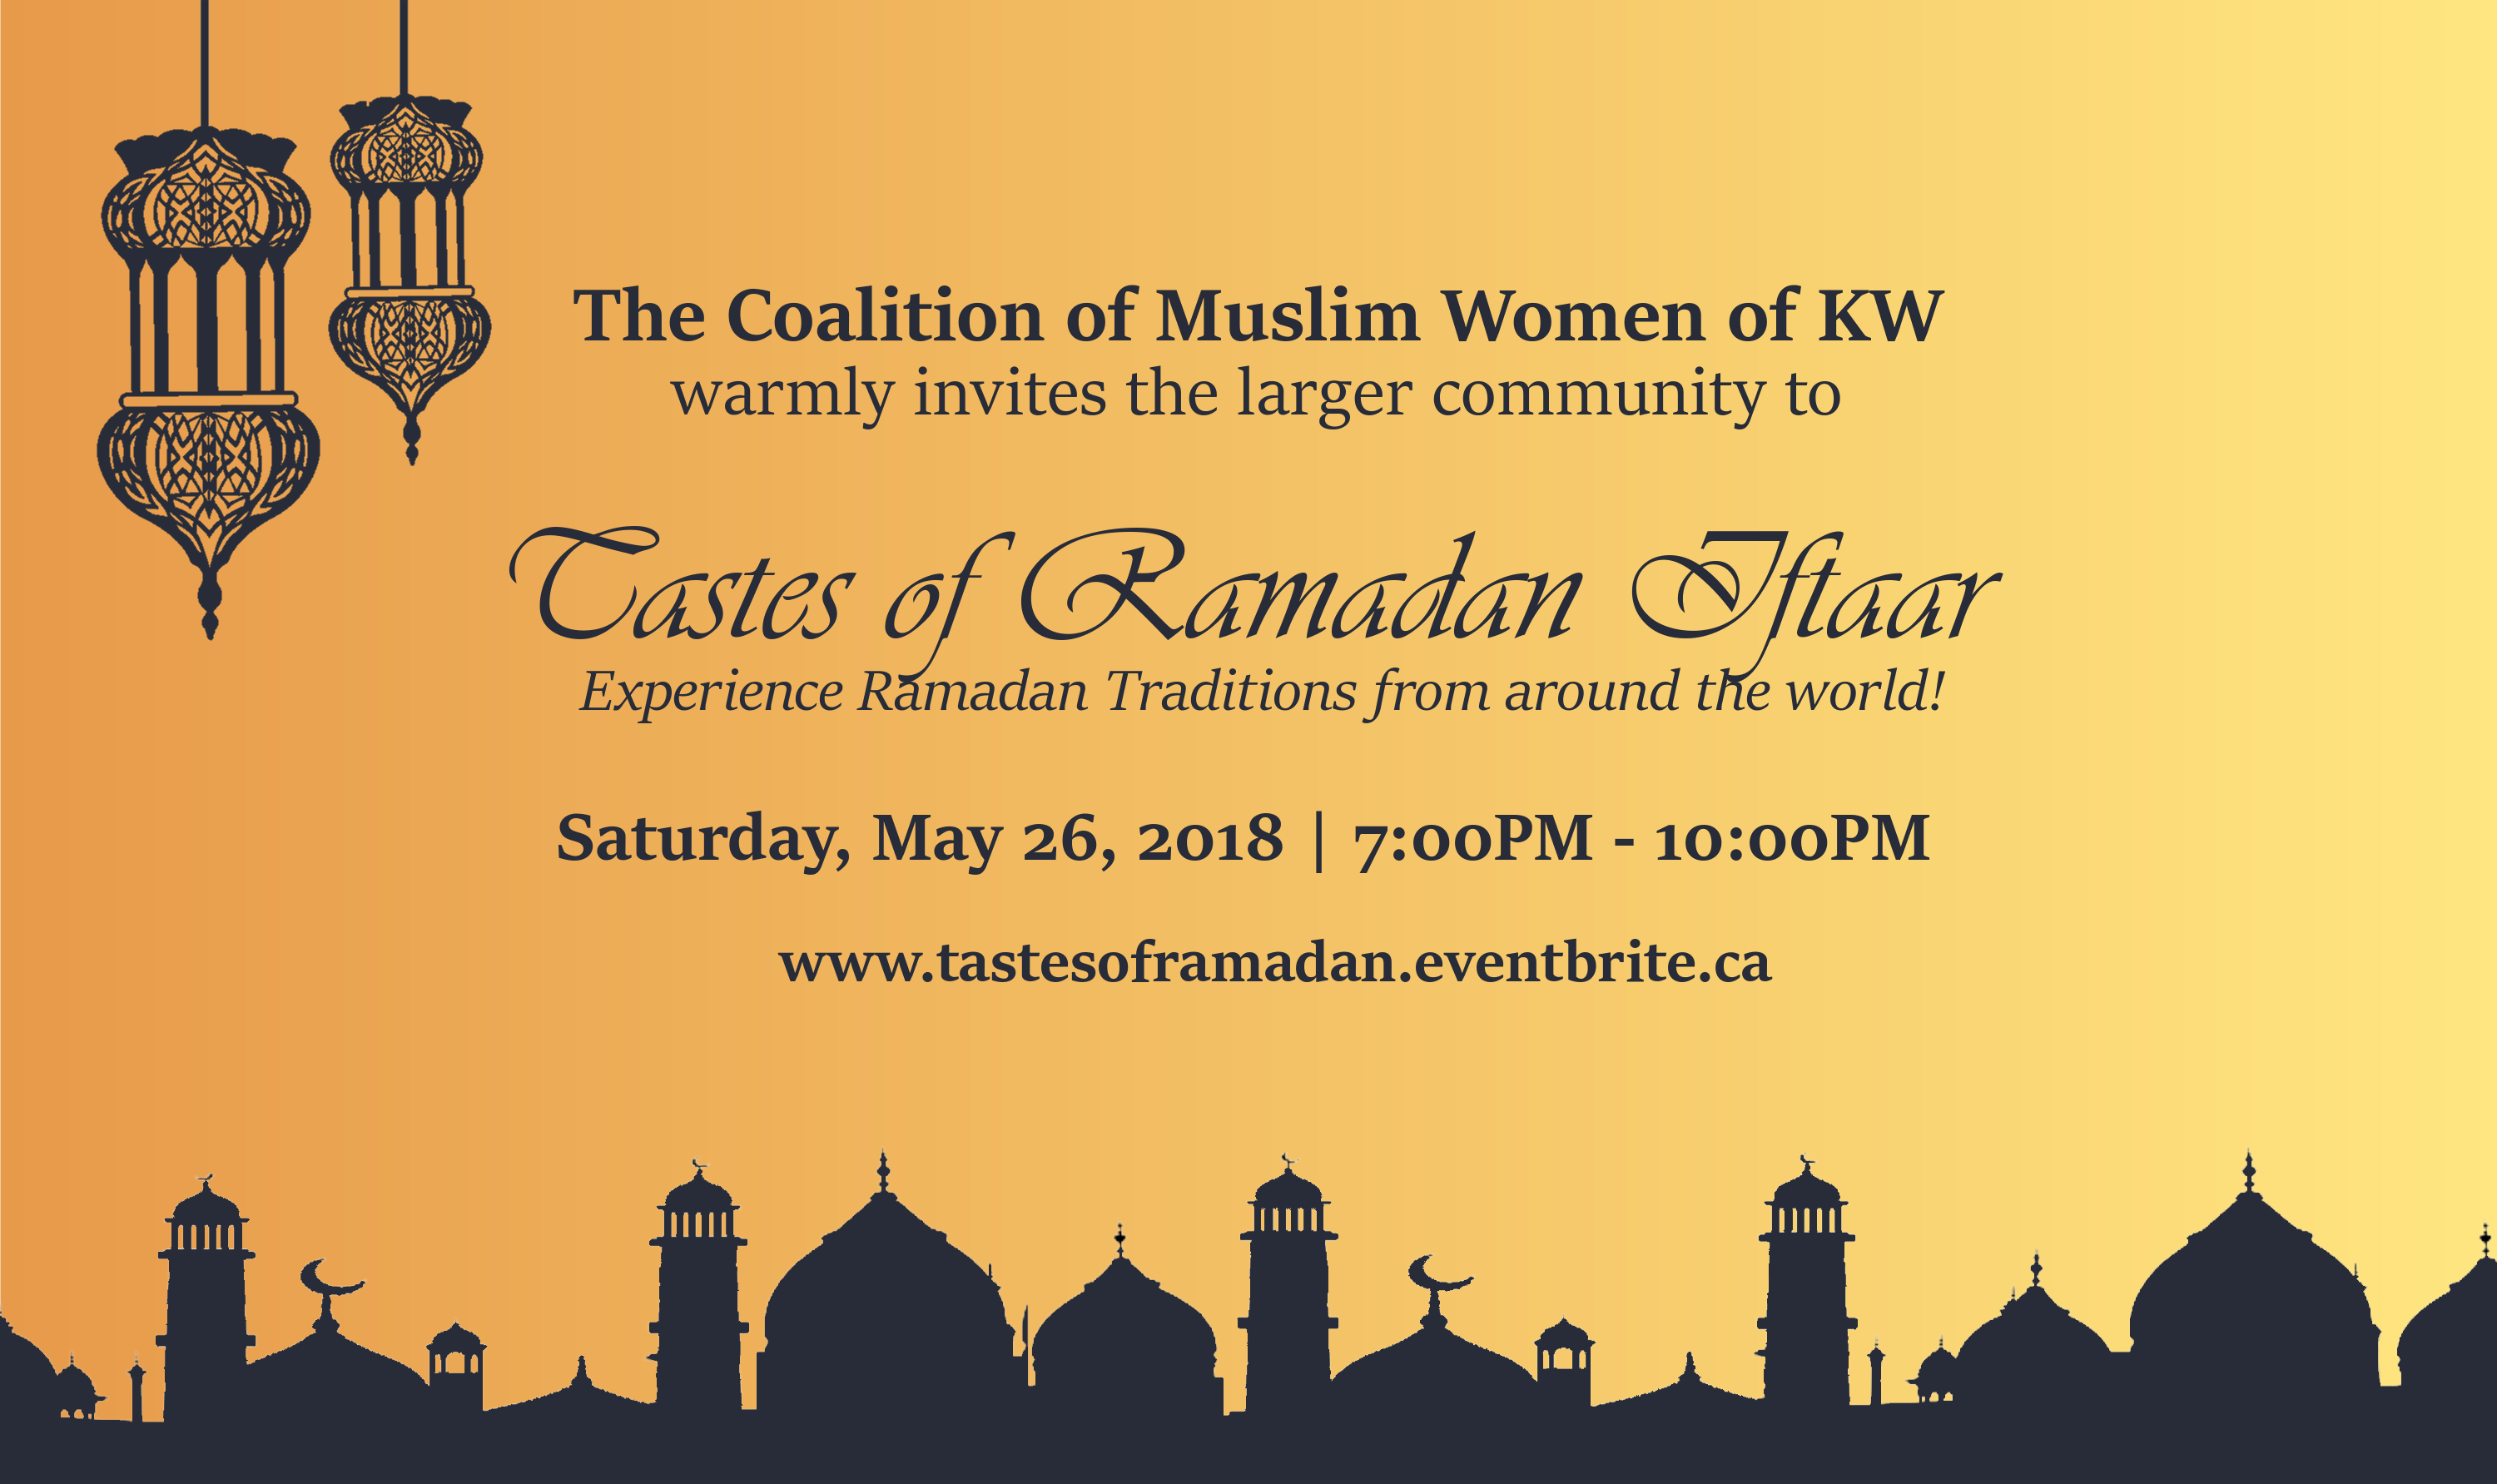 The Coalition of Muslim Women of KW
warmly invites the larger community to
Tastes of Ramadan Iftaar
Experience Ramadan Traditions from around the world!
Saturday, May 26, 2018 | 7:00PM - 10:00PM
www.tastesoframadan.eventbrite.ca